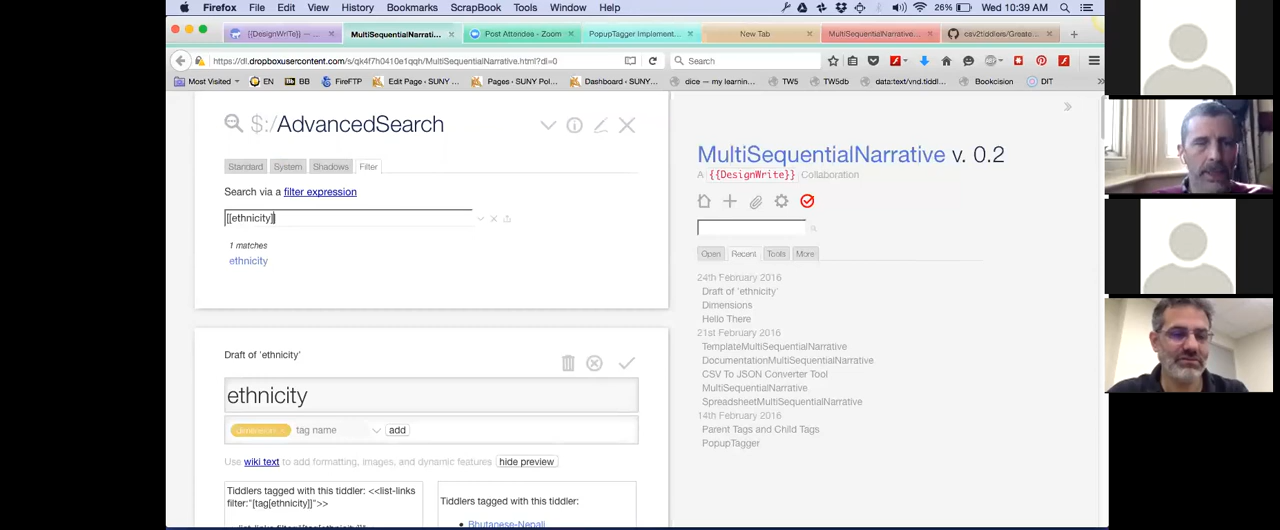 Firefox File Edit View History Bookmarks ScrapBook Tools Window Help 26% Wed 10:39 AM
{{DesignWriTe}} — ... MultiSequentialNarrati... Post Attendee - Zoom PopupTagger Implement... New Tab MultiSequentialNarrative... csv2tiddlers/Greate...
https://dl.dropboxusercontent.com/s/qk4f7h0410e1qqh/MultiSequentialNarrative.html?dl=0 Search
Most Visited EN BB FireFTP Edit Page - SUNY ... Pages - SUNY Pol... Dashboard - SUNY... dice — my learning... TW5 TW5db data:text/vnd.tiddl... Bookcision DIT
$:/AdvancedSearch
Standard System Shadows Filter
Search via a filter expression
[[ethnicity]]
1 matches
ethnicity
Draft of 'ethnicity'
ethnicity
tag name add
Use wiki text to add formatting, images, and dynamic features hide preview
Tiddlers tagged with this tiddler: <<list-links
filter:"[tag[ethnicity]]">>
Tiddlers tagged with this tiddler:
Bhutanese-Nepali
MultiSequentialNarrative v. 0.2
A {{DesignWrite}} Collaboration
Open Recent Tools More
24th February 2016
Draft of 'ethnicity'
Dimensions
Hello There
21st February 2016
TemplateMultiSequentialNarrative
DocumentationMultiSequentialNarrative
CSV To JSON Converter Tool
MultiSequentialNarrative
SpreadsheetMultiSequentialNarrative
14th February 2016
Parent Tags and Child Tags
PopupTagger